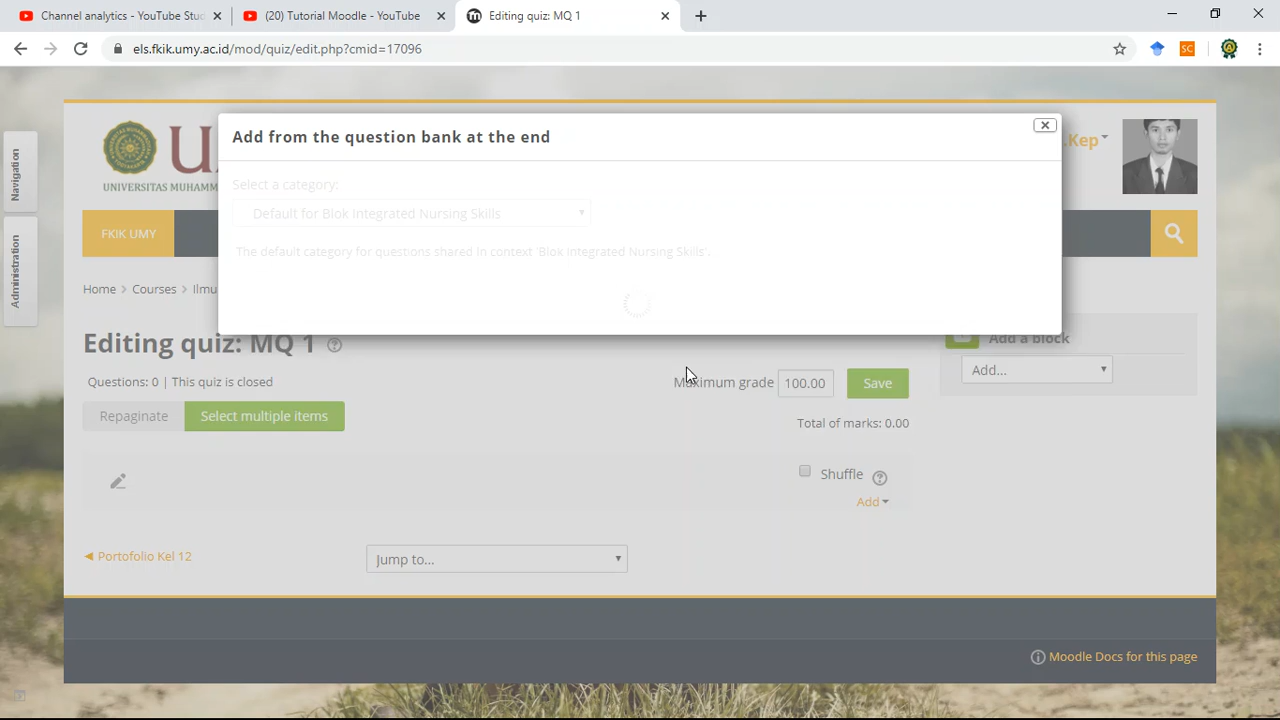 Channel analytics - YouTube Stu
(20) Tutorial Moodle - YouTube
Editing quiz: MQ 1
els.fkik.umy.ac.id/mod/quiz/edit.php?cmid=17096
SC
Navigation
Administration
UNIVERSITAS MUHAMM
.Kep
FKIK UMY
Add from the question bank at the end
Select a category:
Default for Blok Integrated Nursing Skills
The default category for questions shared in context 'Blok Integrated Nursing Skills'.
Home > Courses > Ilmu
Editing quiz: MQ 1
Add a block
Add...
Questions: 0 | This quiz is closed
Maximum grade 100.00 Save
Repaginate Select multiple items
Total of marks: 0.00
Shuffle
Add
Portofolio Kel 12
Jump to...
Moodle Docs for this page